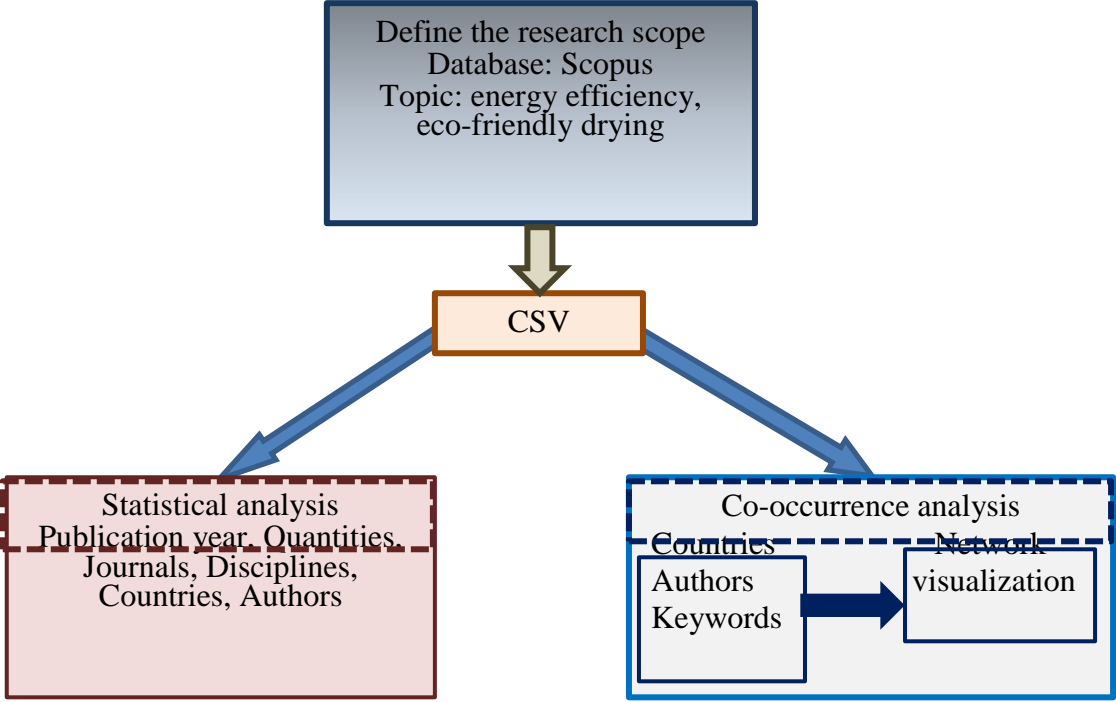 Define the research scope
Database: Scopus
Topic: energy efficiency,
eco-friendly drying
CSV
Statistical analysis
Publication year, Quantities,
Journals, Disciplines,
Countries, Authors
Co-occurrence analysis
Countries
Authors
Keywords
Network
visualization